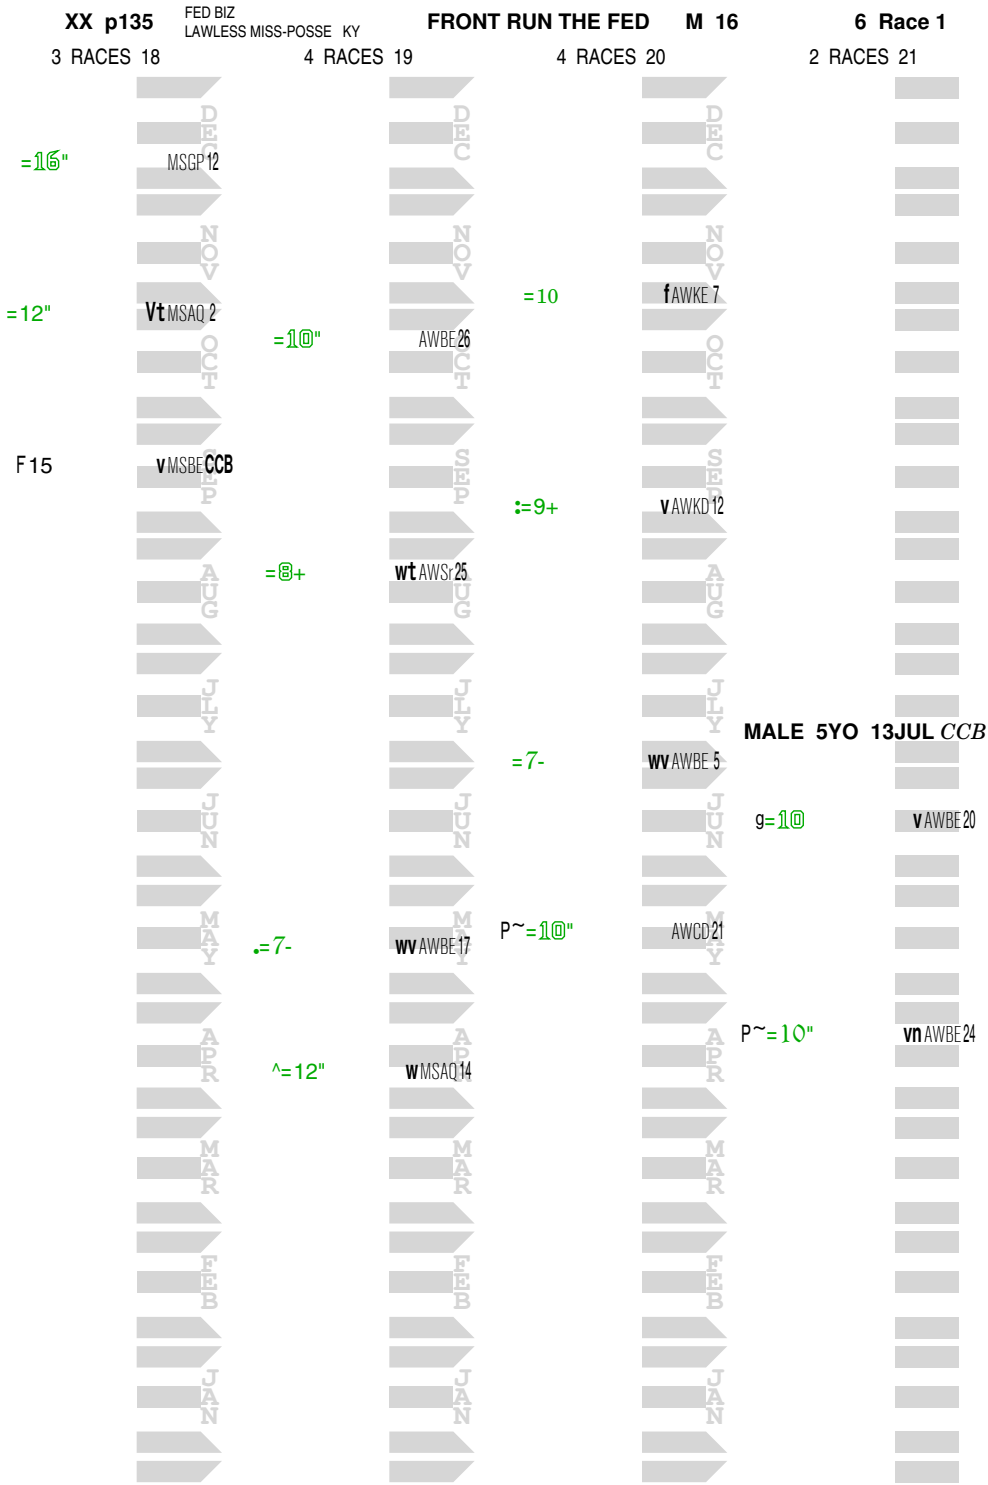 XX p135 FED BIZ FRONT RUN THE FED M 16 6 Race 1
LAWLESS MISS-POSSE KY
3 RACES 18 4 RACES 19 4 RACES 20 2 RACES 21
DEC DEC DEC
=16" MSGP 12
NOV NOV NOV
=10 f AWKE 7
=12" Vt MSAQ 2
=10" AWBE 26
OCT OCT OCT
F15 v MSBE CCB
SEP SEP SEP
:=9+ v AWKD 12
=8+ wt AWSr 25
AUG AUG AUG
JLY JLY JLY
MALE 5YO 13JUL CCB
=7- wv AWBE 5
JUN JUN JUN
g=10 v AWBE 20
MAY MAY
P~=10" AWCD 21
.=7- wv AWBE 17
P~=10" vn AWBE 24
APR APR APR
^=12" w MSAQ 14
MAR MAR MAR
FEB FEB FEB
JAN JAN JAN